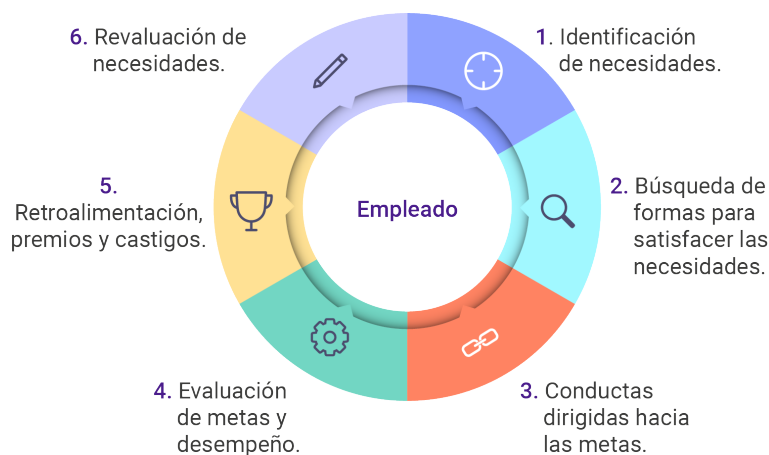 1. Identificación
de necesidades.
2. Búsqueda de
formas para
satisfacer las
necesidades.
3. Conductas
dirigidas hacia
las metas.
4. Evaluación
de metas y
desempeño.
5.
Retroalimentación,
premios y castigos.
6. Revaluación de
necesidades.
Empleado